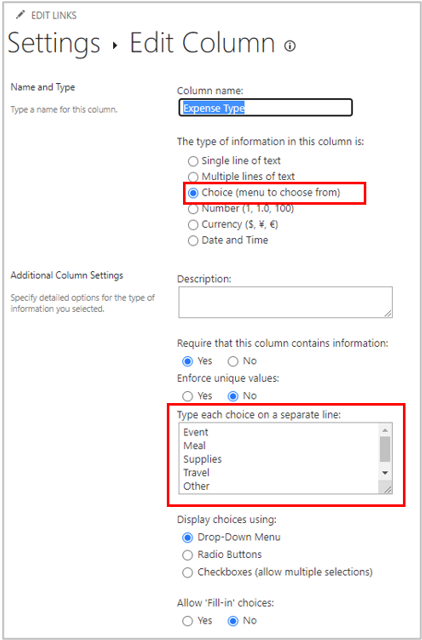 EDIT LINKS
Settings ▸ Edit Column
Name and Type
Type a name for this column.
Column name:
Expense Type
The type of information in this column is:
Single line of text
Multiple lines of text
Choice (menu to choose from)
Number (1, 1.0, 100)
Currency ($, ¥, €)
Date and Time
Additional Column Settings
Specify detailed options for the type of
information you selected.
Description:
Require that this column contains information:
Yes No
Enforce unique values:
Yes No
Type each choice on a separate line:
Event
Meal
Supplies
Travel
Other
Display choices using:
Drop-Down Menu
Radio Buttons
Checkboxes (allow multiple selections)
Allow 'Fill-in' choices:
Yes No